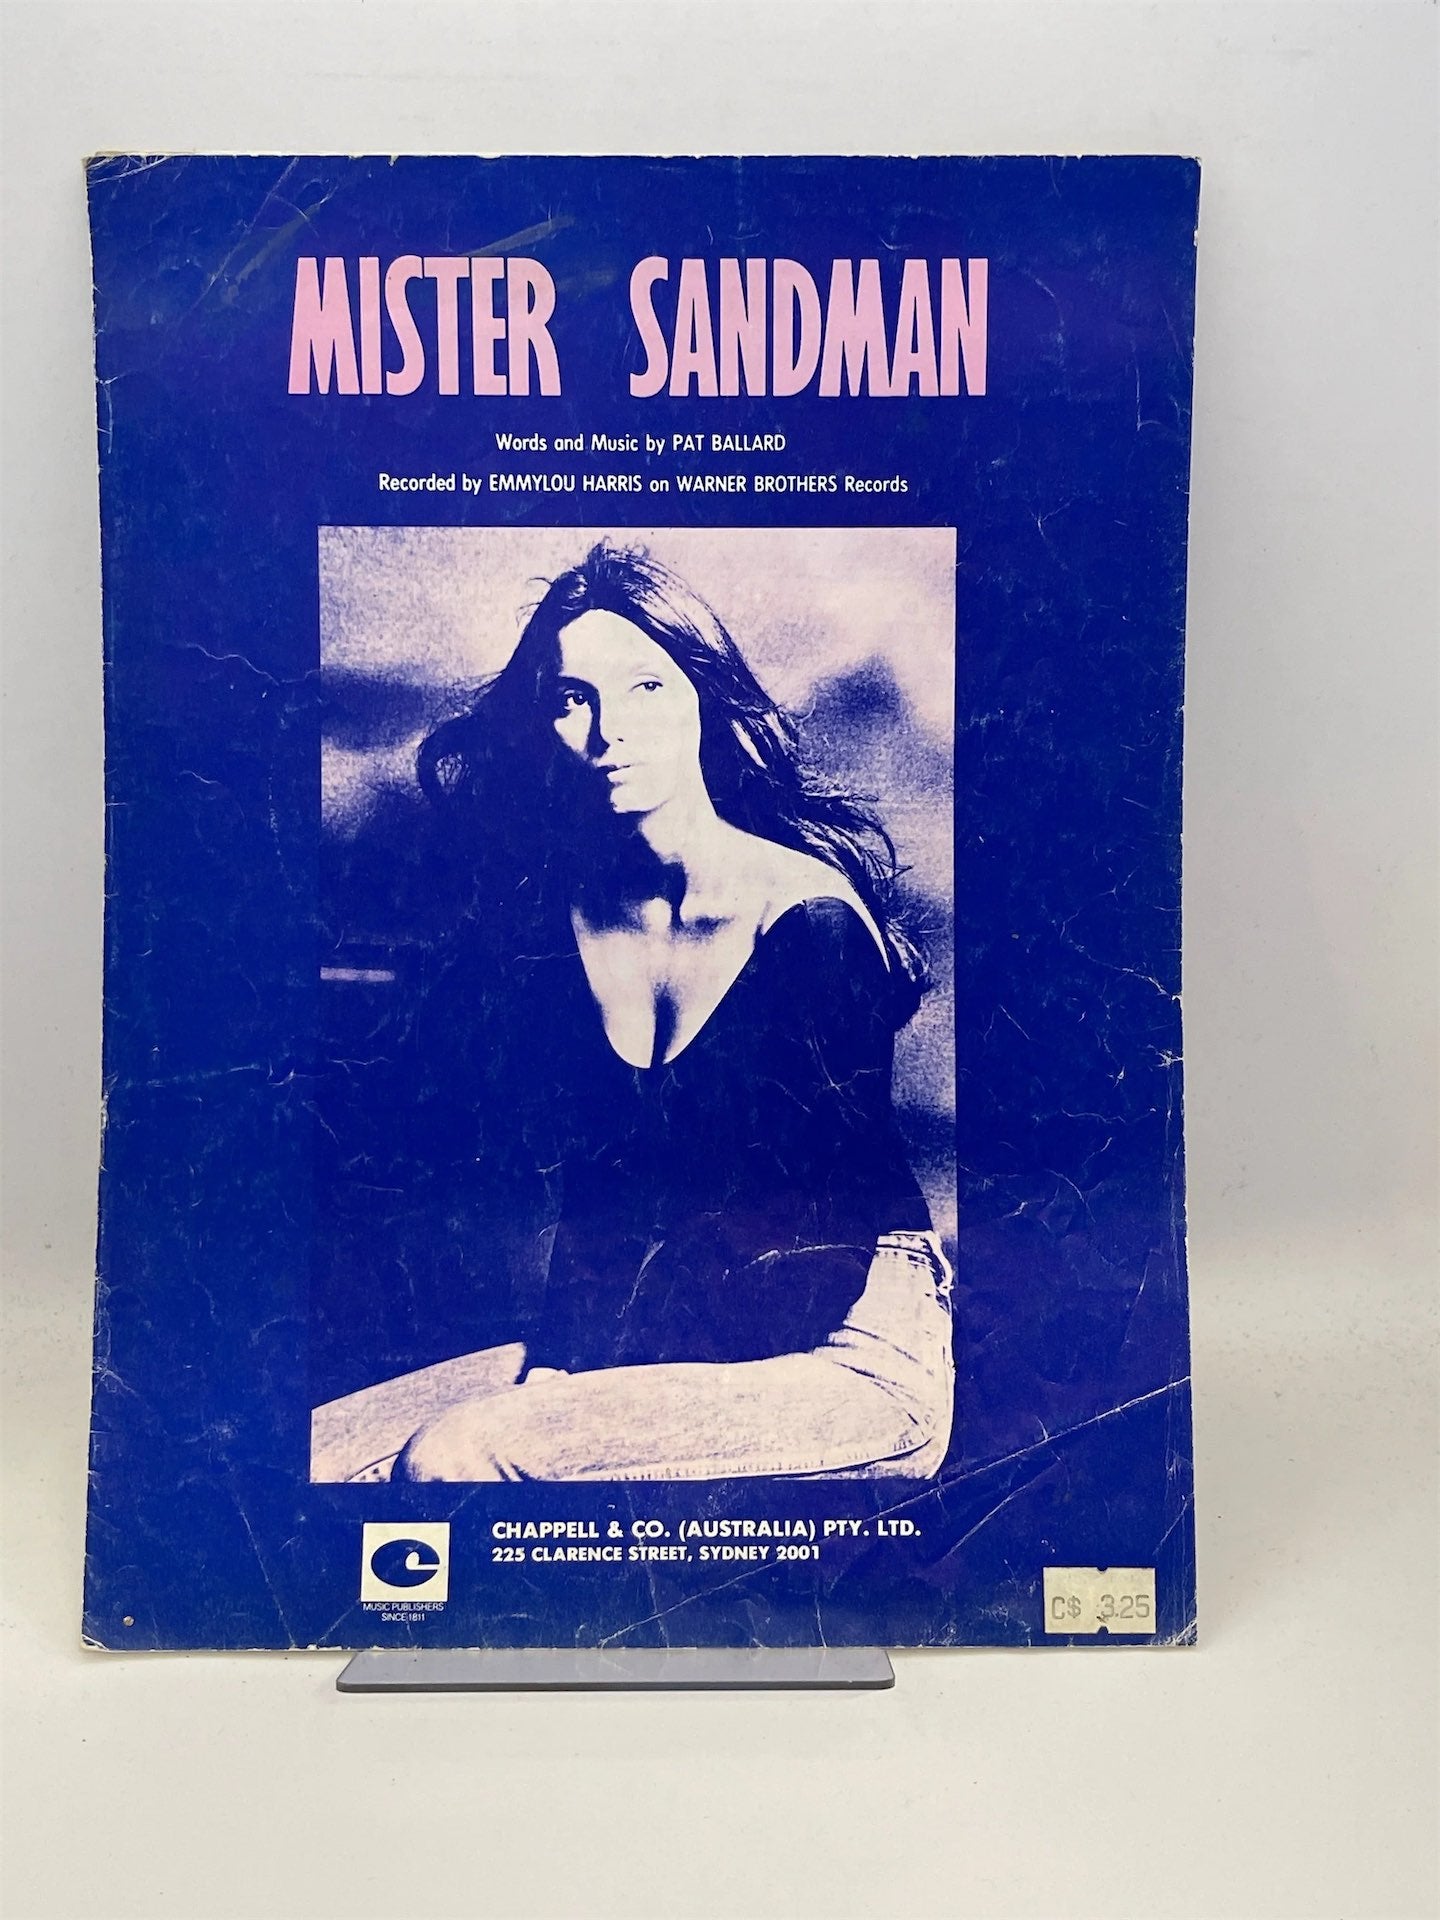 MISTER SANDMAN
Words and Music by PAT BALLARD
Recorded by EMMYLOU HARRIS on WARNER BROTHERS Records
CHAPPELL & CO. (AUSTRALIA) PTY. LTD.
225 CLARENCE STREET, SYDNEY 2001
MUSIC PUBLISHERS
SINCE 1811
C$ 3.25